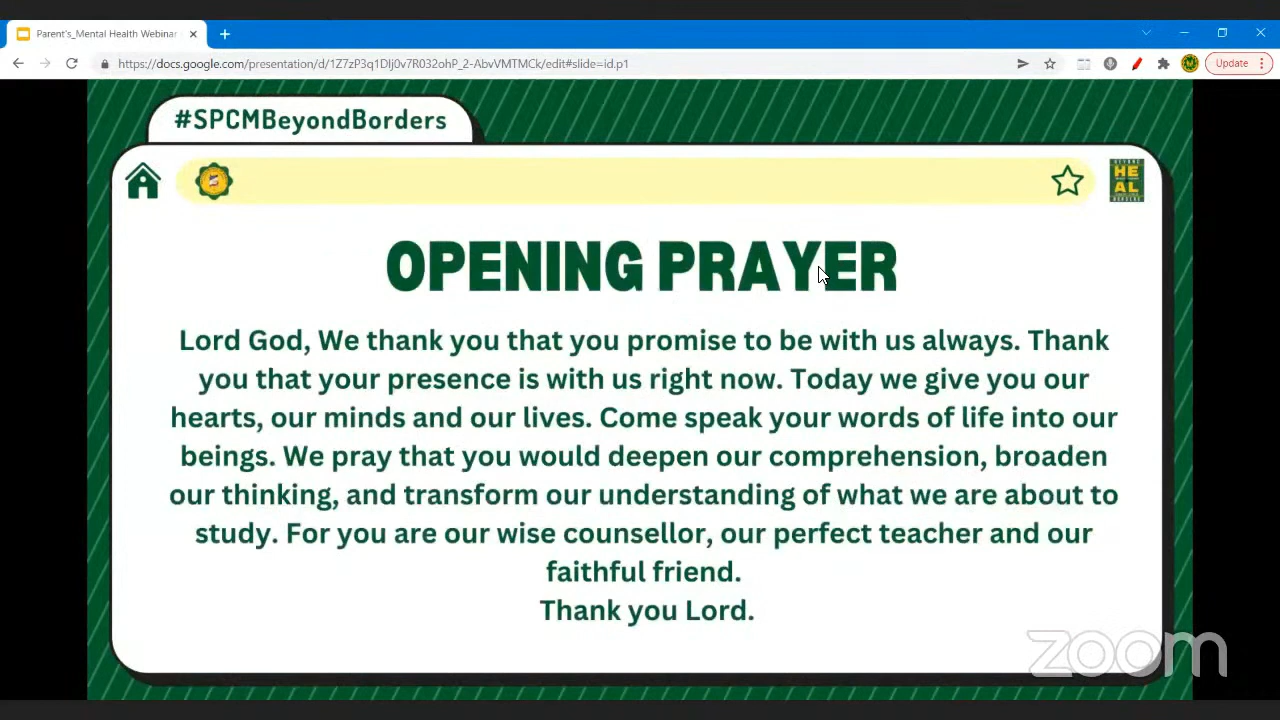 Parent's_Mental Health Webinar
https://docs.google.com/presentation/d/1Z7zP3q1DIj0v7R032ohP_2-AbvVMTMCk/edit#slide=id.p1
Update
#SPCMBeyondBorders
HE
AL
OPENING PRAYER
Lord God, We thank you that you promise to be with us always. Thank
you that your presence is with us right now. Today we give you our
hearts, our minds and our lives. Come speak your words of life into our
beings. We pray that you would deepen our comprehension, broaden
our thinking, and transform our understanding of what we are about to
study. For you are our wise counsellor, our perfect teacher and our
faithful friend.
Thank you Lord.
zoom